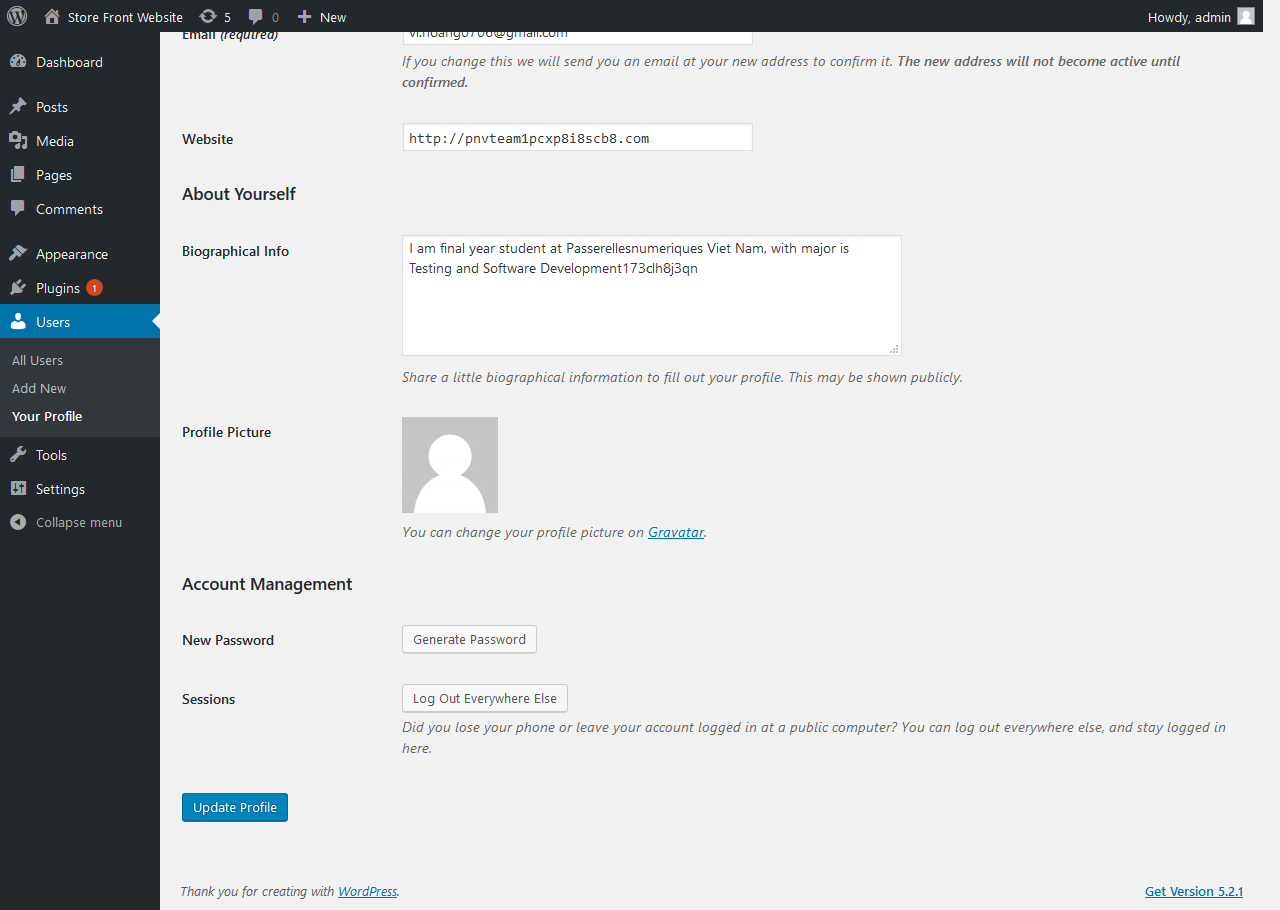 Store Front Website 5 0 New Howdy, admin
Dashboard
Posts
Media
Pages
Comments
Appearance
Plugins 1
Users
All Users
Add New
Your Profile
Tools
Settings
Collapse menu
Email (required)
If you change this we will send you an email at your new address to confirm it. The new address will not become active until
confirmed.
Website http://pnvteam1pcxp8i8scb8.com
About Yourself
Biographical Info
I am final year student at Passerellesnumeriques Viet Nam, with major is
Testing and Software Development173clh8j3qn
Share a little biographical information to fill out your profile. This may be shown publicly.
Profile Picture
You can change your profile picture on Gravatar.
Account Management
New Password Generate Password
Sessions Log Out Everywhere Else
Did you lose your phone or leave your account logged in at a public computer? You can log out everywhere else, and stay logged in
here.
Update Profile
Thank you for creating with WordPress. Get Version 5.2.1